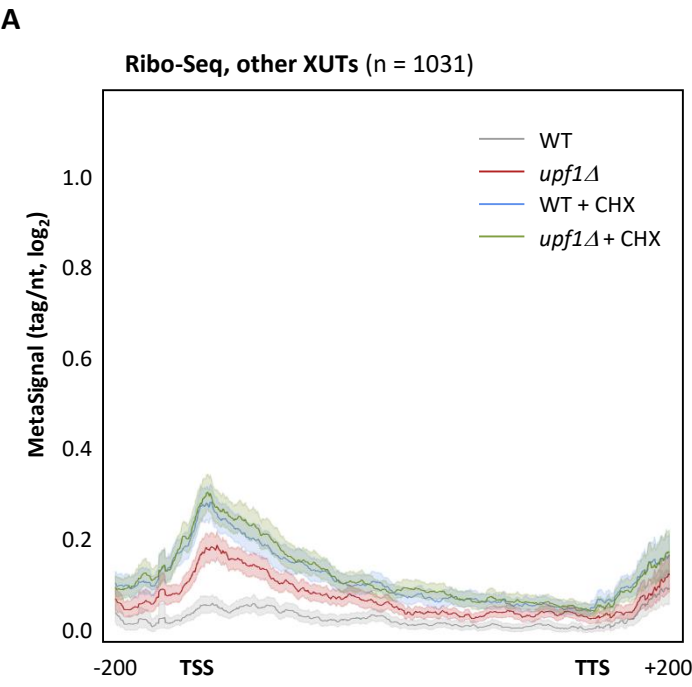 A
Ribo-Seq, other XUTs (n = 1031)
WT
upf1Δ
WT + CHX
upf1Δ + CHX
MetaSignal (tag/nt, log₂)
1.0
0.8
0.6
0.4
0.2
0.0
-200 TSS TTS +200